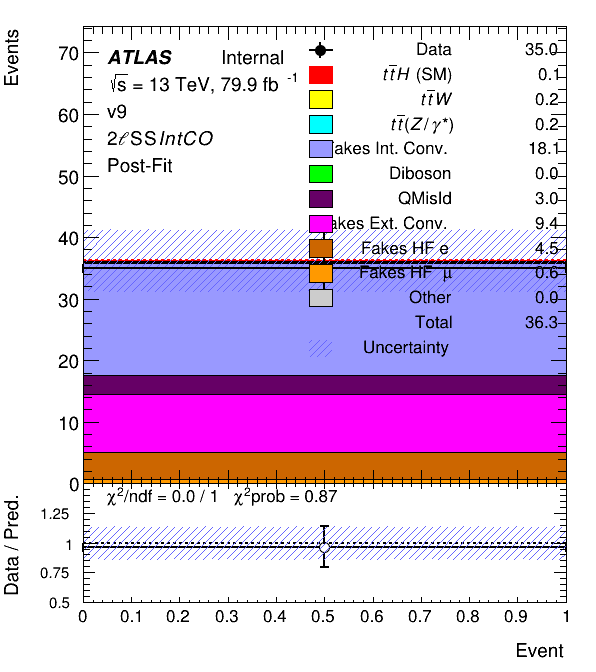 Events
70
60
50
40
30
20
10
0
ATLAS Internal
√s = 13 TeV, 79.9 fb⁻¹
v9
2ℓSSIntCO
Post-Fit
Data 35.0
tt̄H (SM) 0.1
tt̄W 0.2
tt̄(Z/γ*) 0.2
akes Int. Conv. 18.1
Diboson 0.0
QMisId 3.0
akes Ext. Conv. 9.4
Fakes HF e 4.5
Fakes HF μ 0.6
Other 0.0
Total 36.3
Uncertainty
χ²/ndf = 0.0 / 1 χ²prob = 0.87
Data / Pred.
1.25
1
0.75
0.5
0 0.1 0.2 0.3 0.4 0.5 0.6 0.7 0.8 0.9 1
Event